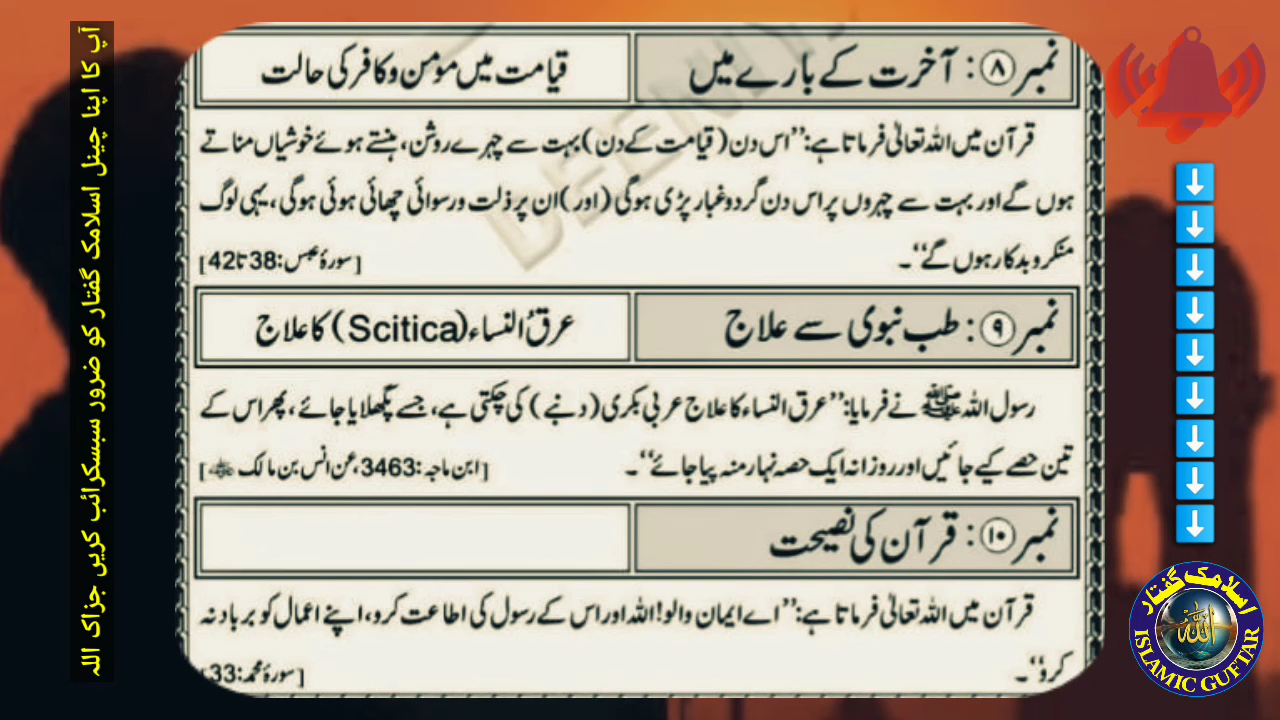 نمبر ۸: آخرت کے بارے میں
قیامت میں مومن و کافر کی حالت
قرآن میں اللہ تعالیٰ فرماتا ہے: ”اس دن (قیامت کے دن) بہت سے چہرے روشن، ہنستے ہوئے خوشیاں مناتے
ہوں گے اور بہت سے چہروں پر اس دن گرد و غبار پڑی ہوگی (اور) ان پر ذلت و رسوائی چھائی ہوئی ہوگی، یہی لوگ
منکر و بدکار ہوں گے“۔ [سورۂ عبس: 38 تا 42]
نمبر ۹: طب نبوی سے علاج
عرقُ النساء (Scitica) کا علاج
رسول اللہ ﷺ نے فرمایا: ”عرق النساء کا علاج عربی بکری (دنبے) کی چکتی ہے، جسے پگھلایا جائے، پھر اس کے
تین حصے کیے جائیں اور روزانہ ایک حصہ نہار منہ پیا جائے“۔ [ابن ماجہ: 3463، عن انس بن مالک ؓ]
نمبر ۱۰: قرآن کی نصیحت
قرآن میں اللہ تعالیٰ فرماتا ہے: ”اے ایمان والو! اللہ اور اس کے رسول کی اطاعت کرو، اپنے اعمال کو برباد نہ
کرو“۔ [سورۂ محمد: 33]
آپ کا اپنا چینل اسلامک گفتار کو ضرور سبسکرائب کریں جزاک اللہ
اسلامک گفتار
الله
ISLAMIC GUFTAR